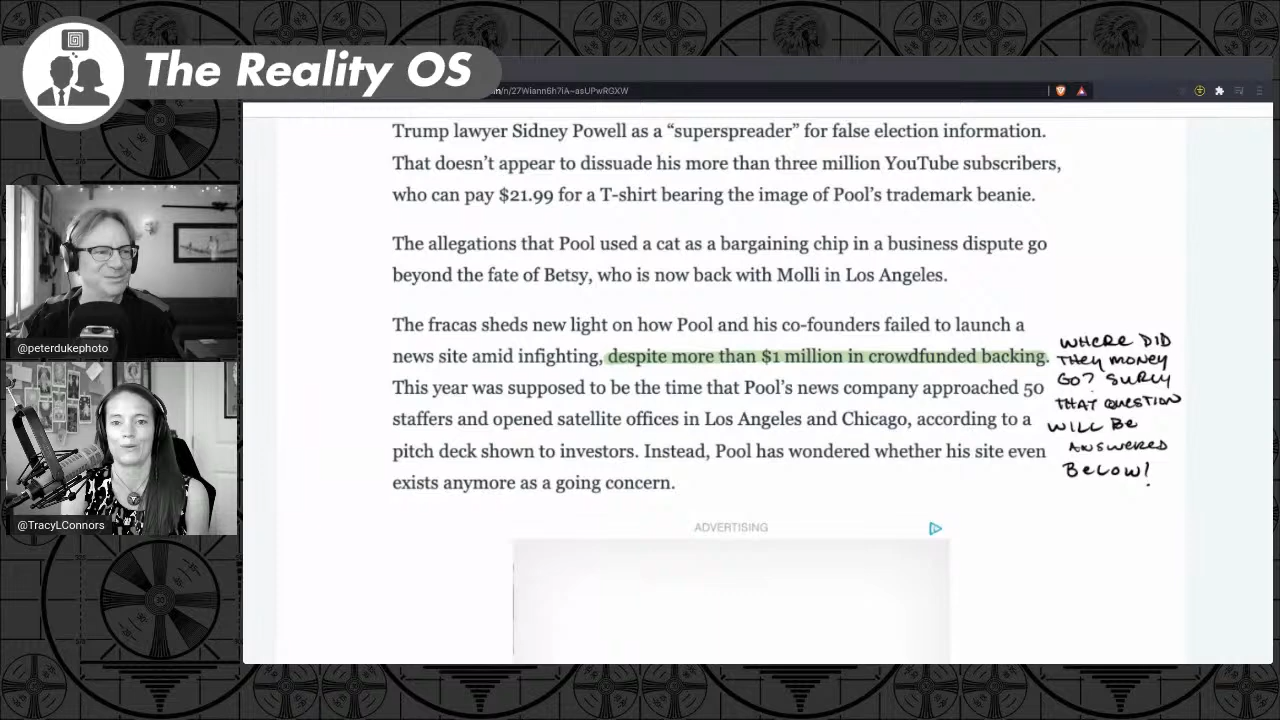 The Reality OS
n/27Wiann6h7iA-asUPwRGXW
Trump lawyer Sidney Powell as a “superspreader” for false election information.
That doesn’t appear to dissuade his more than three million YouTube subscribers,
who can pay $21.99 for a T-shirt bearing the image of Pool’s trademark beanie.
The allegations that Pool used a cat as a bargaining chip in a business dispute go
beyond the fate of Betsy, who is now back with Molli in Los Angeles.
The fracas sheds new light on how Pool and his co-founders failed to launch a
news site amid infighting, despite more than $1 million in crowdfunded backing.
This year was supposed to be the time that Pool’s news company approached 50
staffers and opened satellite offices in Los Angeles and Chicago, according to a
pitch deck shown to investors. Instead, Pool has wondered whether his site even
exists anymore as a going concern.
WHERE DID
THEY MONEY
GO? SURLY
THAT QUESTION
WILL BE
ANSWERED
BELOW!
ADVERTISING
@peterdukephoto
@TracyLConnors